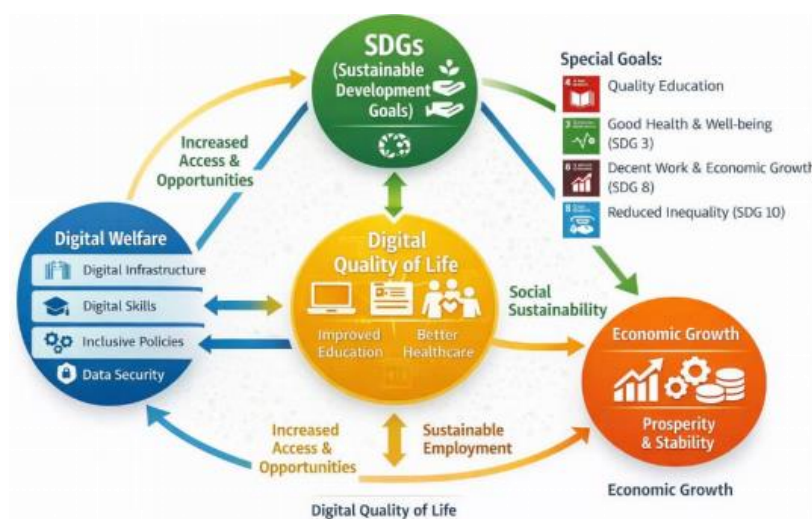 SDGs
(Sustainable
Development
Goals)
Special Goals:
4
Quality Education
3
Good Health & Well-being
(SDG 3)
Decent Work & Economic Growth
(SDG 8)
Reduced Inequality (SDG 10)
Increased
Access &
Opportunities
Digital Welfare
Digital Infrastructure
Digital Skills
Inclusive Policies
Data Security
Digital
Quality of Life
Improved
Education
Better
Healthcare
Social
Sustainability
Economic Growth
Prosperity
& Stability
Increased
Access &
Opportunities
Sustainable
Employment
Digital Quality of Life
Economic Growth